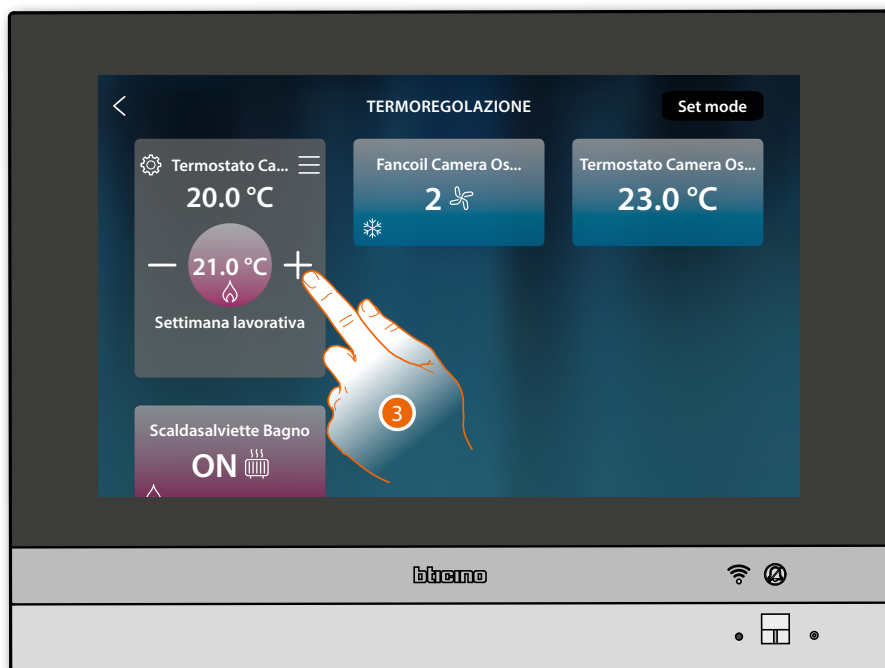 TERMOREGOLAZIONE
Set mode
Termostato Ca...
20.0 °C
21.0 °C
Settimana lavorativa
Fancoil Camera Os...
2
Termostato Camera Os...
23.0 °C
Scaldasalviette Bagno
ON
3
bticino